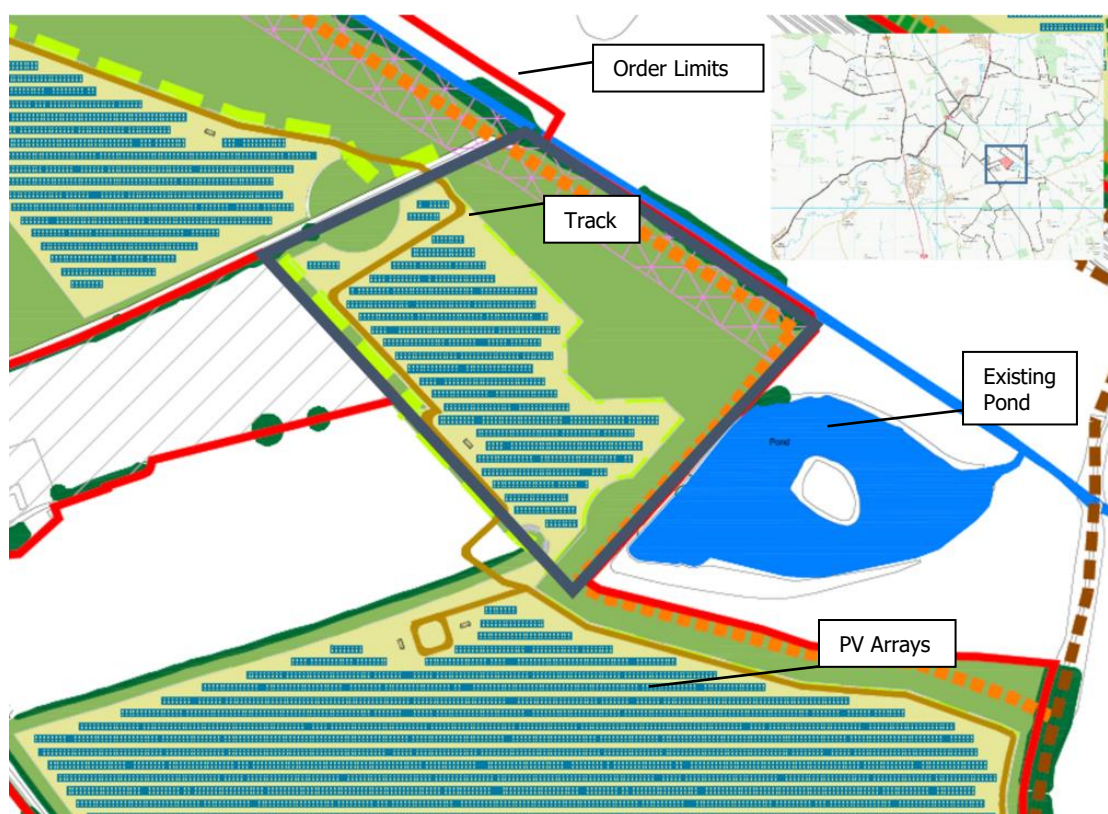 Order Limits
Track
Existing
Pond
Pond
PV Arrays